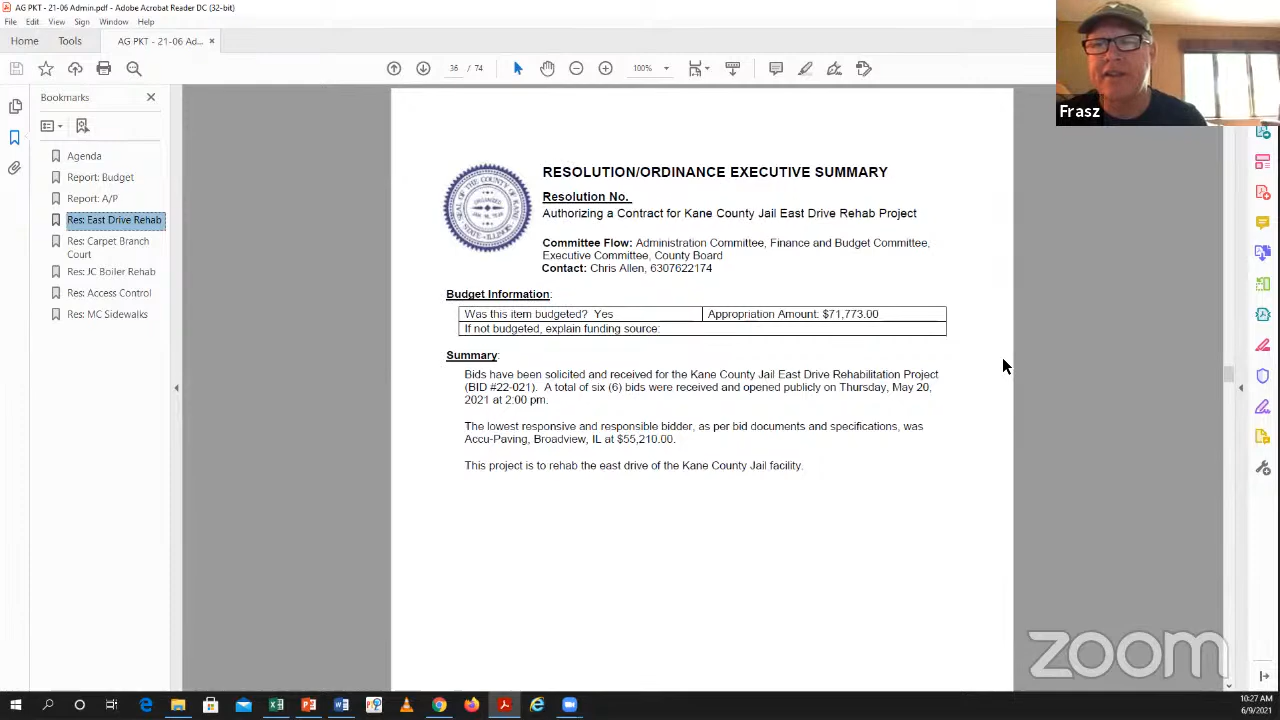 AG PKT - 21-06 Admin.pdf - Adobe Acrobat Reader DC (32-bit)
File Edit View Sign Window Help
Home Tools AG PKT - 21-06 Ad... ×
36 / 74 100%
Frasz
Bookmarks
Agenda
Report: Budget
Report: A/P
Res: East Drive Rehab
Res: Carpet Branch
Court
Res: JC Boiler Rehab
Res: Access Control
Res: MC Sidewalks
RESOLUTION/ORDINANCE EXECUTIVE SUMMARY
Resolution No.
Authorizing a Contract for Kane County Jail East Drive Rehab Project
Committee Flow: Administration Committee, Finance and Budget Committee,
Executive Committee, County Board
Contact: Chris Allen, 6307622174
Budget Information:
Was this item budgeted? Yes Appropriation Amount: $71,773.00
If not budgeted, explain funding source:
Summary:
Bids have been solicited and received for the Kane County Jail East Drive Rehabilitation Project
(BID #22-021). A total of six (6) bids were received and opened publicly on Thursday, May 20,
2021 at 2:00 pm.
The lowest responsive and responsible bidder, as per bid documents and specifications, was
Accu-Paving, Broadview, IL at $55,210.00.
This project is to rehab the east drive of the Kane County Jail facility.
zoom
10:27 AM
6/9/2021